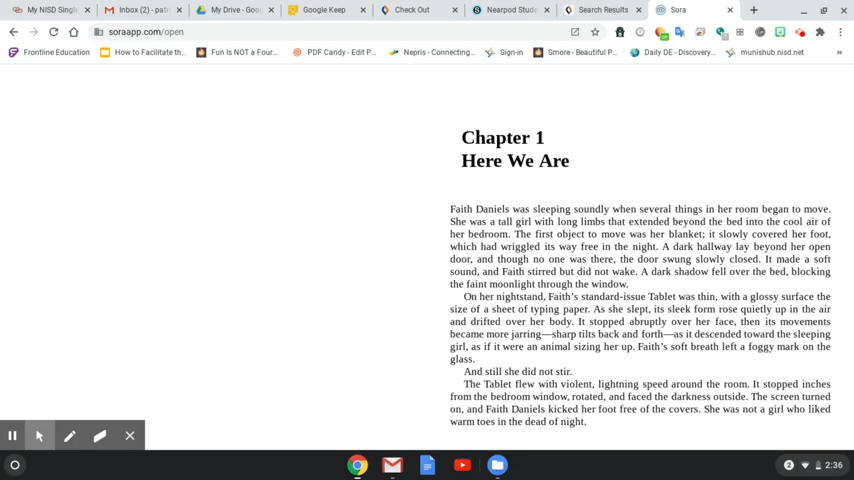 My NISD Single
Inbox (2) - pat
My Drive - Goo
Google Keep
Check Out
Nearpod Stude
Search Results
Sora
soraapp.com/open
Frontline Education
How to Facilitate th...
Fun IS NOT a Four...
PDF Candy - Edit P...
Nepris - Connecting...
Sign-in
Smore - Beautiful P...
Daily DE - Discovery...
munishub.nisd.net
»
Chapter 1
Here We Are
Faith Daniels was sleeping soundly when several things in her room began to move.
She was a tall girl with long limbs that extended beyond the bed into the cool air of
her bedroom. The first object to move was her blanket; it slowly covered her foot,
which had wriggled its way free in the night. A dark hallway lay beyond her open
door, and though no one was there, the door swung slowly closed. It made a soft
sound, and Faith stirred but did not wake. A dark shadow fell over the bed, blocking
the faint moonlight through the window.
On her nightstand, Faith's standard-issue Tablet was thin, with a glossy surface the
size of a sheet of typing paper. As she slept, its sleek form rose quietly up in the air
and drifted over her body. It stopped abruptly over her face, then its movements
became more jarring—sharp tilts back and forth—as it descended toward the sleeping
girl, as if it were an animal sizing her up. Faith's soft breath left a foggy mark on the
glass.
And still she did not stir.
The Tablet flew with violent, lightning speed around the room. It stopped inches
from the bedroom window, rotated, and faced the darkness outside. The screen turned
on, and Faith Daniels kicked her foot free of the covers. She was not a girl who liked
warm toes in the dead of night.
2
2:36